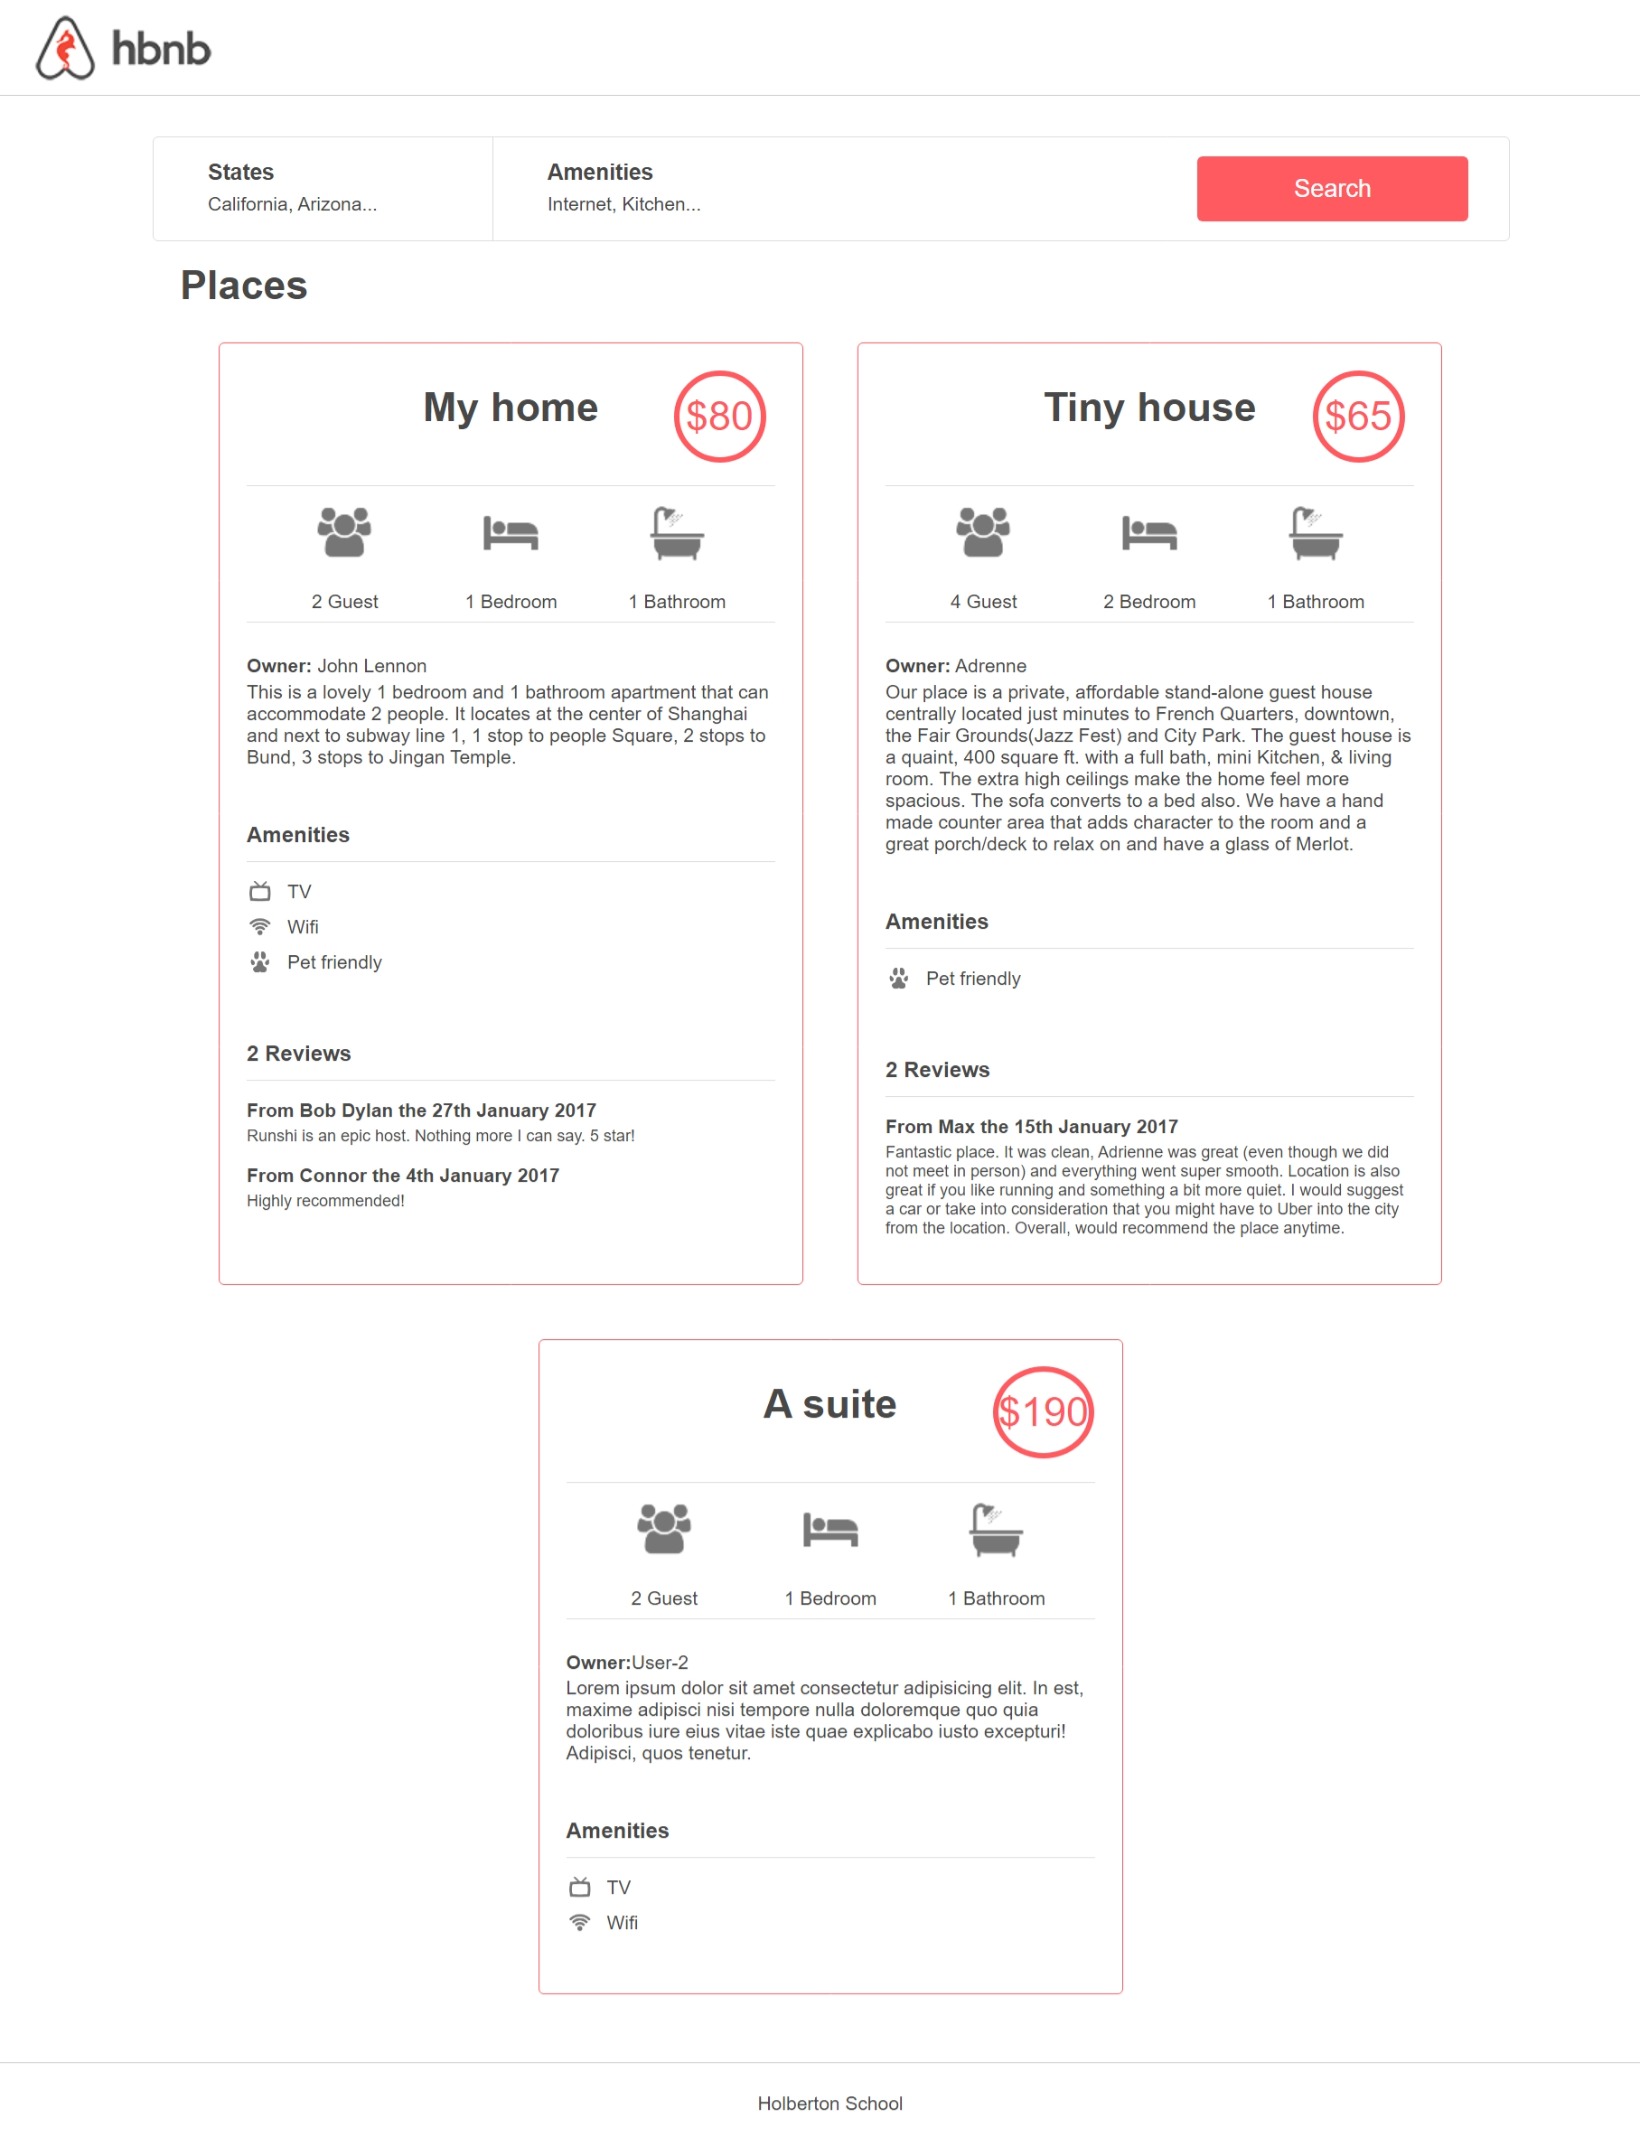 hbnb
States
California, Arizona...
Amenities
Internet, Kitchen...
Search
Places
My home
$80
2 Guest
1 Bedroom
1 Bathroom
Owner: John Lennon
This is a lovely 1 bedroom and 1 bathroom apartment that can
accommodate 2 people. It locates at the center of Shanghai
and next to subway line 1, 1 stop to people Square, 2 stops to
Bund, 3 stops to Jingan Temple.
Amenities
TV
Wifi
Pet friendly
2 Reviews
From Bob Dylan the 27th January 2017
Runshi is an epic host. Nothing more I can say. 5 star!
From Connor the 4th January 2017
Highly recommended!
Tiny house
$65
4 Guest
2 Bedroom
1 Bathroom
Owner: Adrenne
Our place is a private, affordable stand-alone guest house
centrally located just minutes to French Quarters, downtown,
the Fair Grounds(Jazz Fest) and City Park. The guest house is
a quaint, 400 square ft. with a full bath, mini Kitchen, & living
room. The extra high ceilings make the home feel more
spacious. The sofa converts to a bed also. We have a hand
made counter area that adds character to the room and a
great porch/deck to relax on and have a glass of Merlot.
Amenities
Pet friendly
2 Reviews
From Max the 15th January 2017
Fantastic place. It was clean, Adrienne was great (even though we did
not meet in person) and everything went super smooth. Location is also
great if you like running and something a bit more quiet. I would suggest
a car or take into consideration that you might have to Uber into the city
from the location. Overall, would recommend the place anytime.
A suite
$190
2 Guest
1 Bedroom
1 Bathroom
Owner:User-2
Lorem ipsum dolor sit amet consectetur adipisicing elit. In est,
maxime adipisci nisi tempore nulla doloremque quo quia
doloribus iure eius vitae iste quae explicabo iusto excepturi!
Adipisci, quos tenetur.
Amenities
TV
Wifi
Holberton School